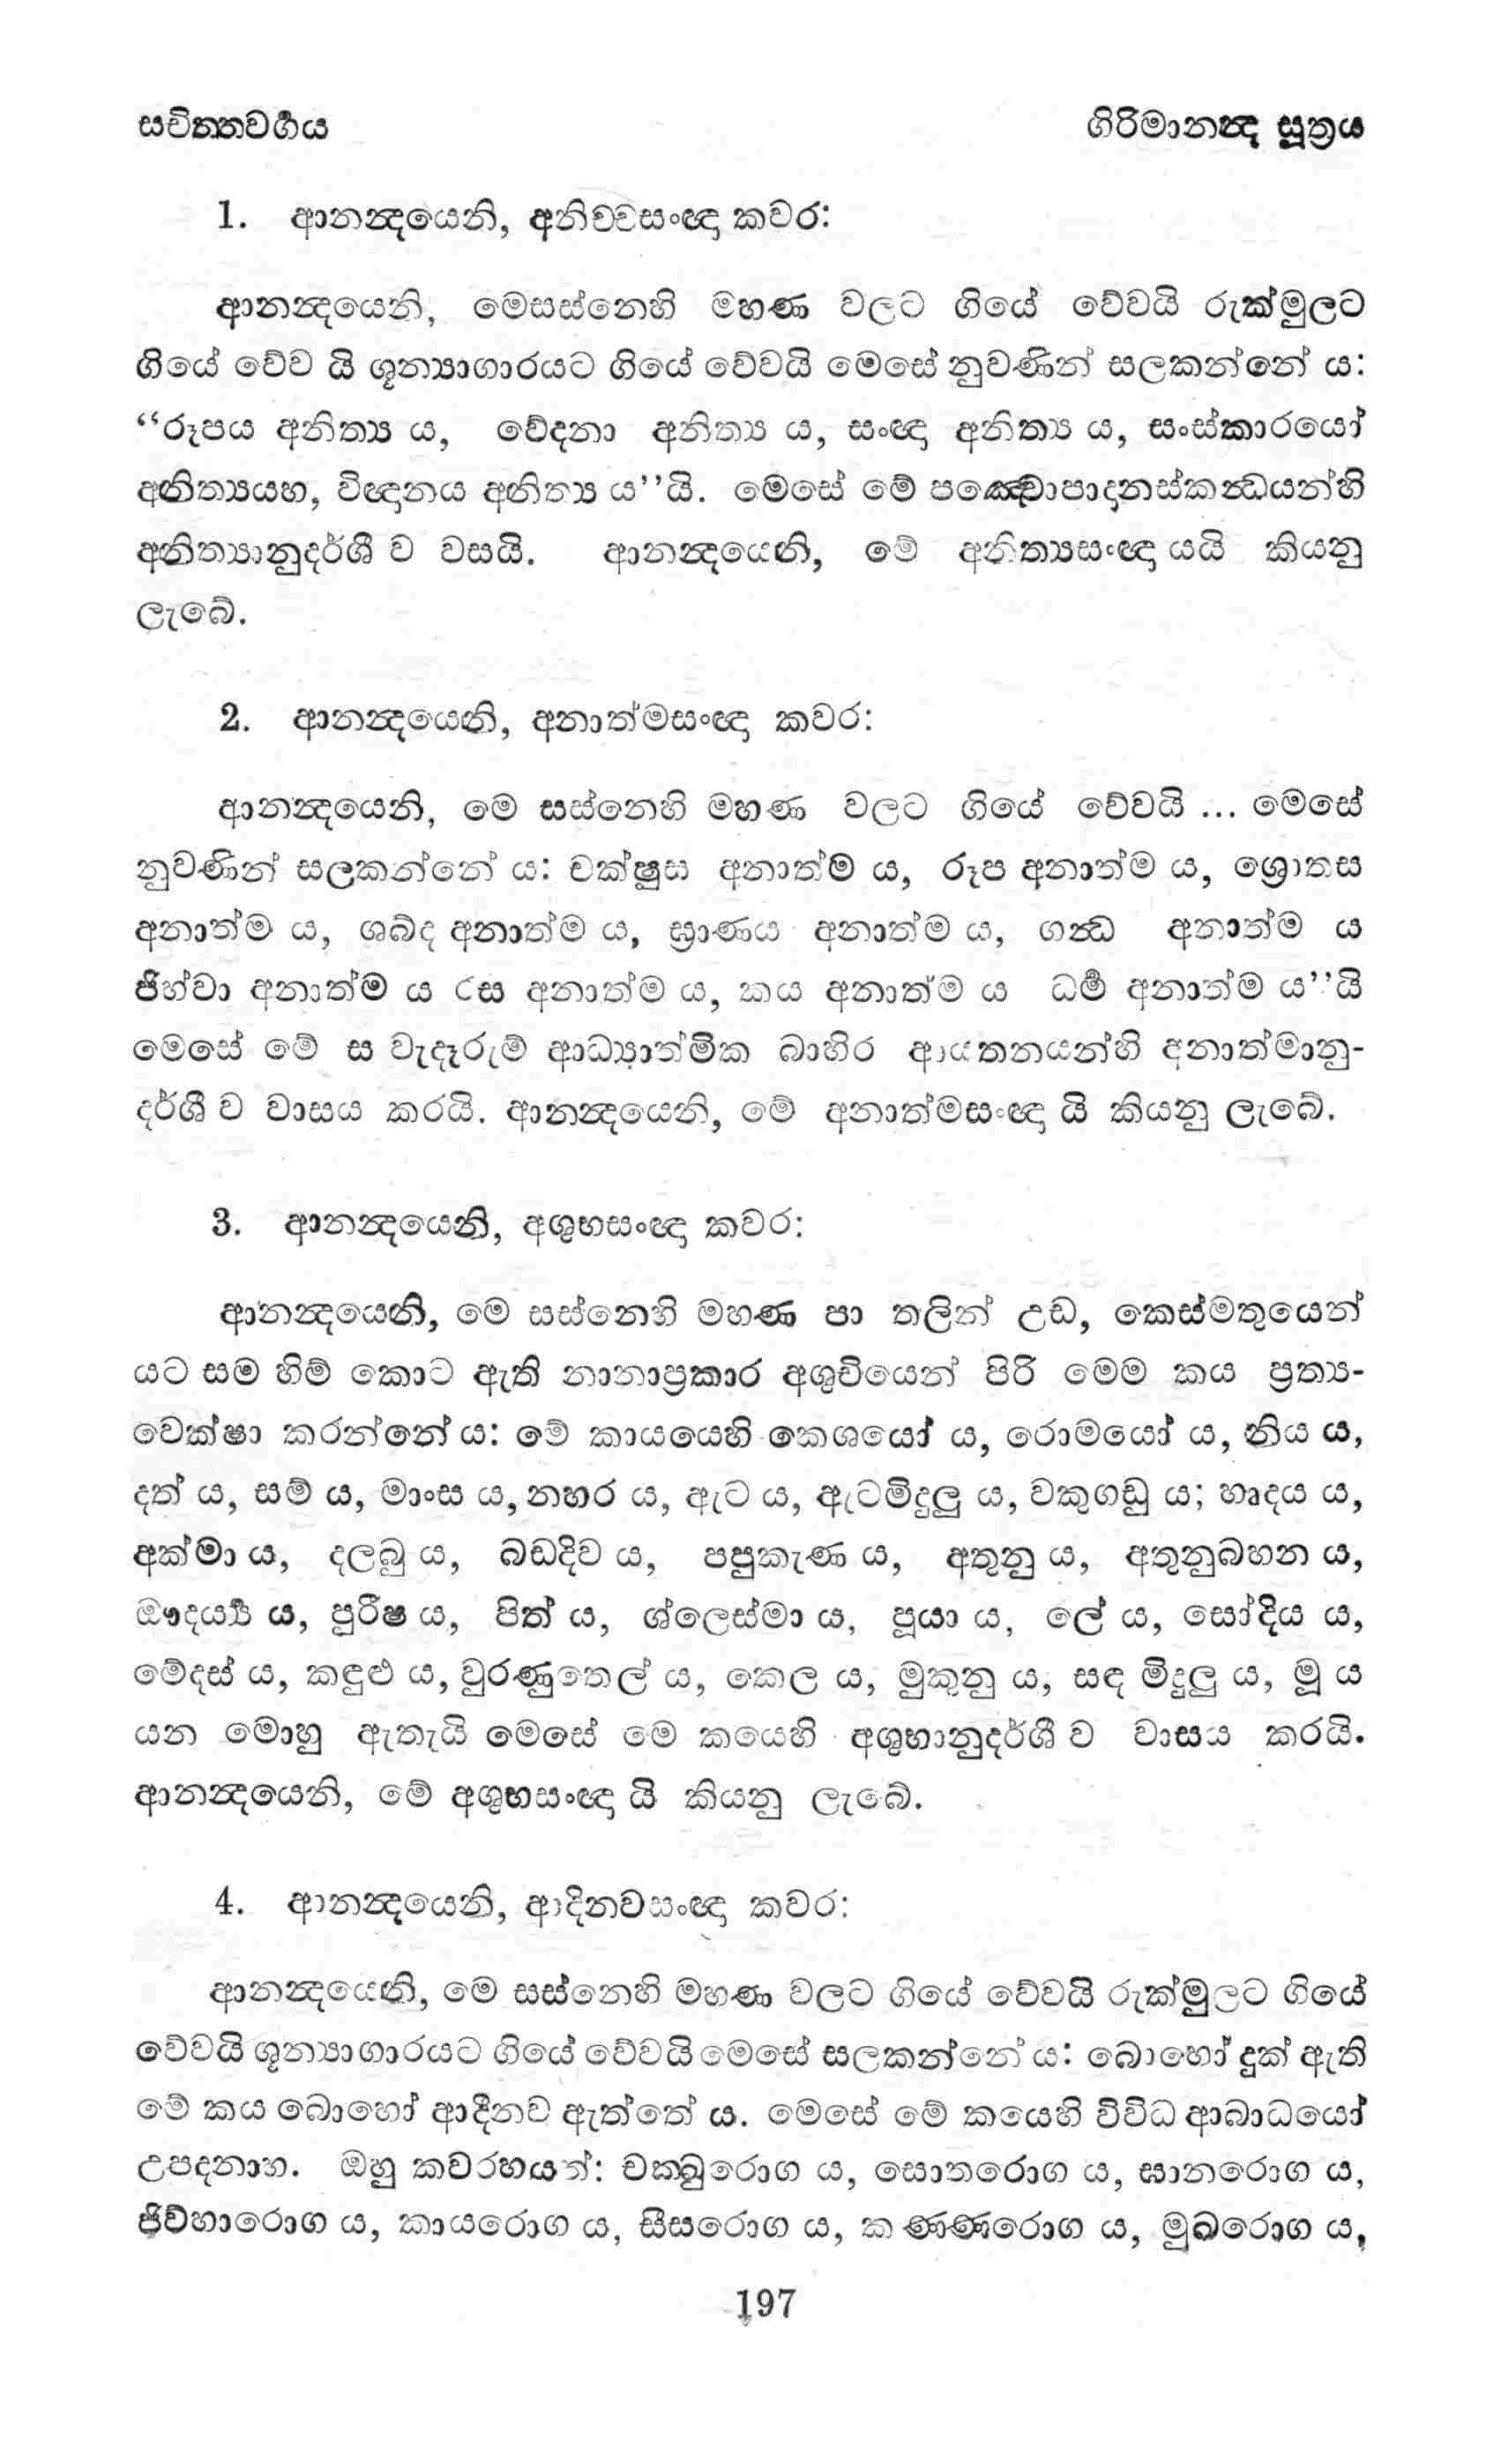 සචිත්තවර්‍ගය ගිරිමානන්‍ද සූත්‍රය
1. ආනන්‍දයෙනි, අනිච්චසංඥා කවර:
ආනන්‍දයෙනි, මෙසස්නෙහි මහණ වලට ගියේ වේවයි රුක්මුලට
ගියේ වේව යි ශූන්‍යාගාරයට ගියේ වේවයි මෙසේ නුවණින් සලකන්නේ ය:
“රූපය අනිත්‍ය ය, වේදනා අනිත්‍ය ය, සංඥා අනිත්‍ය ය, සංස්කාරයෝ
අනිත්‍යයහ, විඥානය අනිත්‍ය ය”යි. මෙසේ මේ පඤ්චොපාදානස්කන්‍ධයන්හි
අනිත්‍යානුදර්ශී ව වසයි. ආනන්‍දයෙනි, මේ අනිත්‍යසංඥා යයි කියනු
ලැබේ.
2. ආනන්‍දයෙනි, අනාත්මසංඥා කවර:
ආනන්‍දයෙනි, මෙ සස්නෙහි මහණ වලට ගියේ වේවයි ... මෙසේ
නුවණින් සලකන්නේ ය: චක්ෂුස අනාත්ම ය, රූප අනාත්ම ය, ශ්‍රොතස
අනාත්ම ය, ශබ්ද අනාත්ම ය, ඝ්‍රාණය අනාත්ම ය, ගන්‍ධ අනාත්ම ය
ජිහ්වා අනාත්ම ය රස අනාත්ම ය, කය අනාත්ම ය ධර්‍ම අනාත්ම ය”යි
මෙසේ මේ ස වැදෑරුම් ආධ්‍යාත්මික බාහිර ආයතනයන්හි අනාත්මානු-
දර්ශී ව වාසය කරයි. ආනන්‍දයෙනි, මේ අනාත්මසංඥා යි කියනු ලැබේ.
3. ආනන්‍දයෙනි, අශුභසංඥා කවර:
ආනන්‍දයෙනි, මෙ සස්නෙහි මහණ පා තලින් උඩ, කෙස්මතුයෙන්
යට සම හිම් කොට ඇති නානාප්‍රකාර අශුචියෙන් පිරි මෙම කය ප්‍රත්‍ය-
වෙක්ෂා කරන්නේ ය: මේ කායයෙහි කෙශයෝ ය, රොමයෝ ය, නිය ය,
දත් ය, සම් ය, මාංස ය, නහර ය, ඇට ය, ඇටමිදුලු ය, වකුගඩු ය; හෘදය ය,
අක්මා ය, දලබු ය, බඩදිව ය, පපුකැණ ය, අතුනු ය, අතුනුබහන ය,
ඖදර්‍ය්‍ය ය, පුරීෂ ය, පිත් ය, ශ්ලෙස්මා ය, පූයා ය, ලේ ය, සෝදිය ය,
මේදස් ය, කඳුළු ය, වුරණුතෙල් ය, කෙල ය, මුකුනු ය, සඳ මිදුලු ය, මූ ය
යන මොහු ඇතැයි මෙසේ මෙ කයෙහි අශුභානුදර්ශී ව වාසය කරයි.
ආනන්‍දයෙනි, මේ අශුභසංඥා යි කියනු ලැබේ.
4. ආනන්‍දයෙනි, ආදිනවසංඥා කවර:
ආනන්‍දයෙනි, මෙ සස්නෙහි මහණ වලට ගියේ වේවයි රුක්මුලට ගියේ
වේවයි ශූන්‍යාගාරයට ගියේ වේවයි මෙසේ සලකන්නේ ය: බොහෝ දුක් ඇති
මේ කය බොහෝ ආදීනව ඇත්තේ ය. මෙසේ මේ කයෙහි විවිධ ආබාධයෝ
උපදනාහ. ඔහු කවරහයත්: චක්ඛුරොග ය, සොතරොග ය, ඝානරොග ය,
ජිව්හාරොග ය, කායරොග ය, සීසරොග ය, කණ්ණරොග ය, මුඛරොග ය,
197